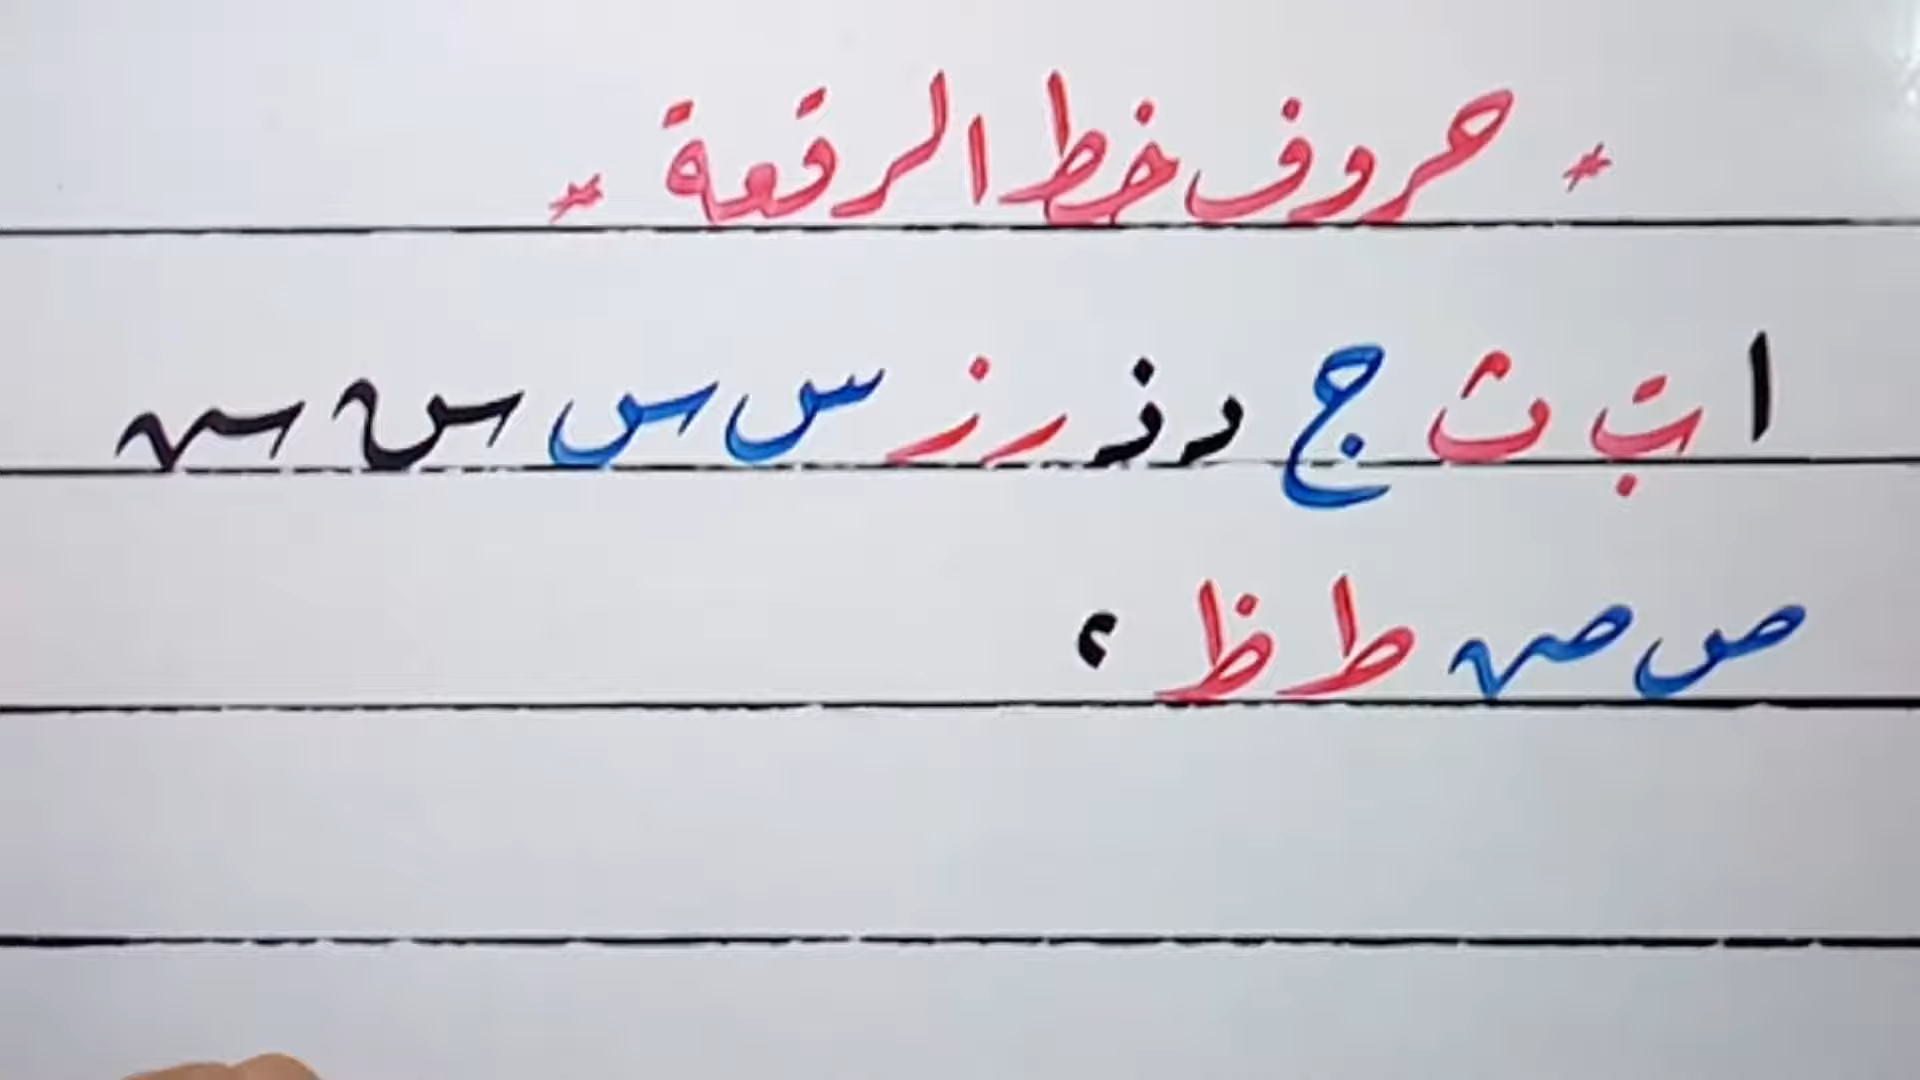 * حروف خط الرقعة *
ا ب ث ج د ذ ر ز س س س س
ص ص ط ظ ء